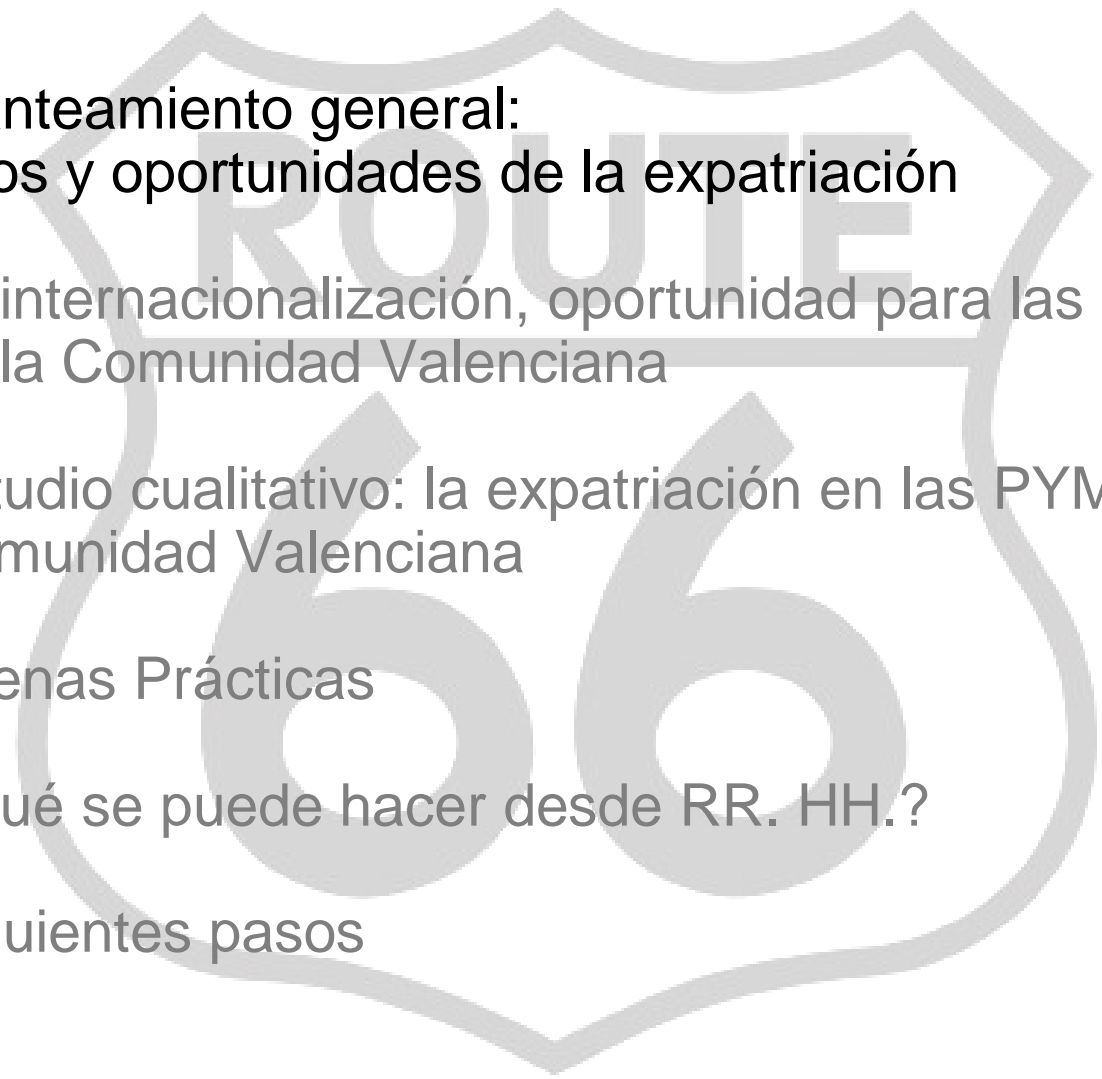 anteamiento general:
os y oportunidades de la expatriación
internacionalización, oportunidad para las
la Comunidad Valenciana
tudio cualitativo: la expatriación en las PYM
munidad Valenciana
enas Prácticas
ué se puede hacer desde RR. HH.?
uientes pasos
ROUTE
66